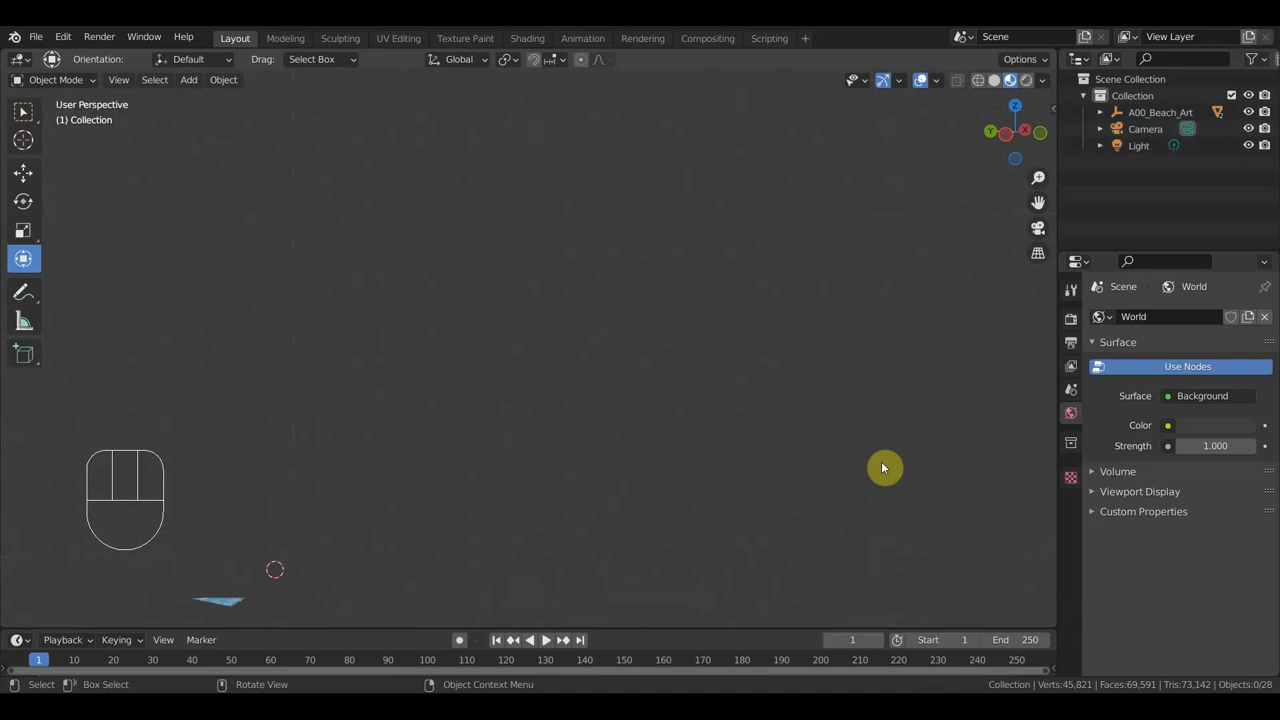 File Edit Render Window Help Layout Modeling Sculpting UV Editing Texture Paint Shading Animation Rendering Compositing Scripting + Scene View Layer
Orientation: Default Drag: Select Box Global Options
Object Mode View Select Add Object
User Perspective
(1) Collection
Z
Y
X
Scene Collection
Collection
A00_Beach_Art
Camera
Light
Scene World
World
Surface
Use Nodes
Surface Background
Color
Strength 1.000
Volume
Viewport Display
Custom Properties
Playback Keying View Marker 1 Start 1 End 250
1 10 20 30 40 50 60 70 80 90 100 110 120 130 140 150 160 170 180 190 200 210 220 230 240 250
Select Box Select Rotate View Object Context Menu Collection | Verts:45,821 | Faces:69,591 | Tris:73,142 | Objects:0/28